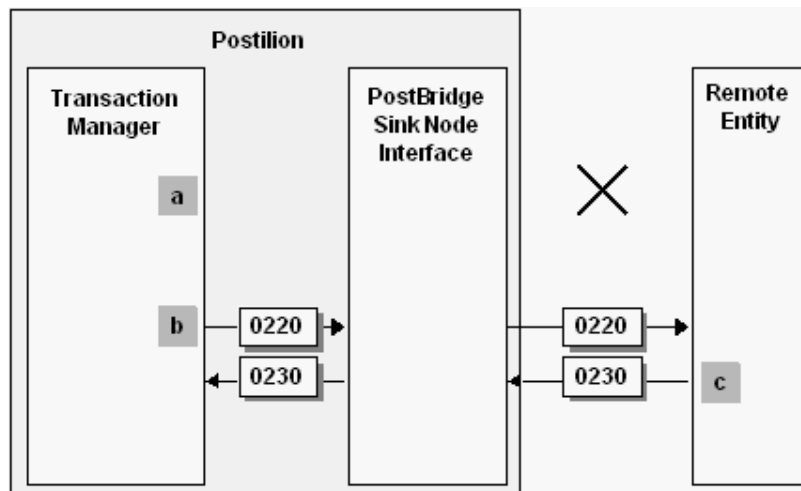 Postilion
Transaction
Manager
PostBridge
Sink Node
Interface
Remote
Entity
a
b
0220
0220
0230
0230
c